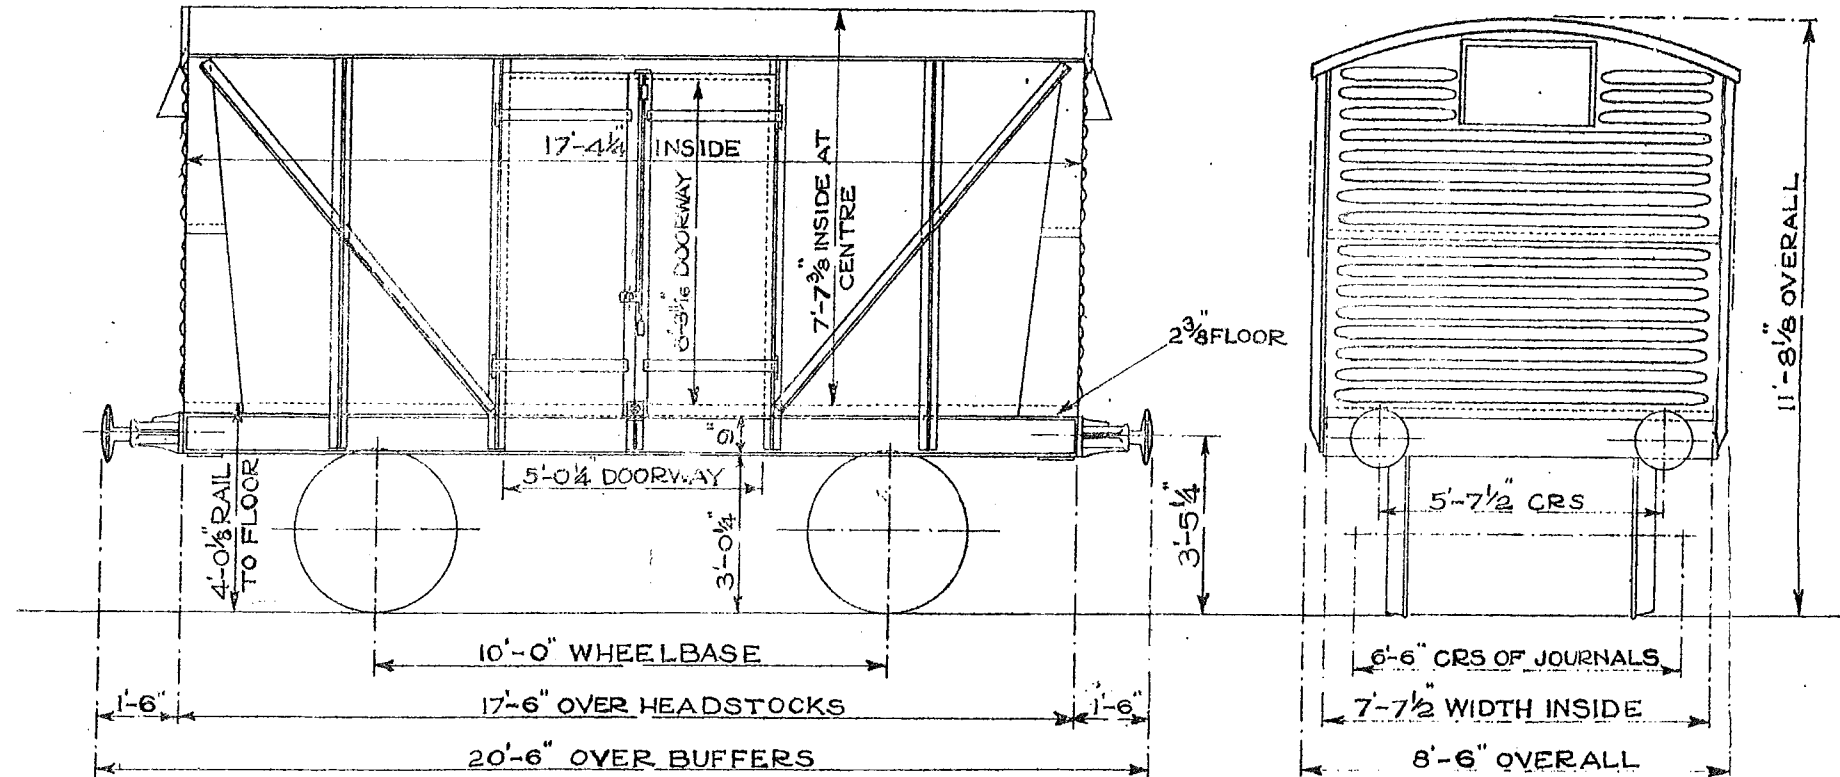 17'-4¼" INSIDE
DOORWAY
7'-7⅜" INSIDE AT
CENTRE
2⅜" FLOOR
11'-8⅛" OVERALL
10"
5'-0¼" DOORWAY
4'-0⅛" RAIL
TO FLOOR
3'-0¼"
3'-5¼"
5'-7½" CRS
10'-0" WHEELBASE
6'-6" CRS OF JOURNALS
1'-6"
17'-6" OVER HEADSTOCKS
1'-6"
7'-7½" WIDTH INSIDE
20'-6" OVER BUFFERS
8'-6" OVERALL